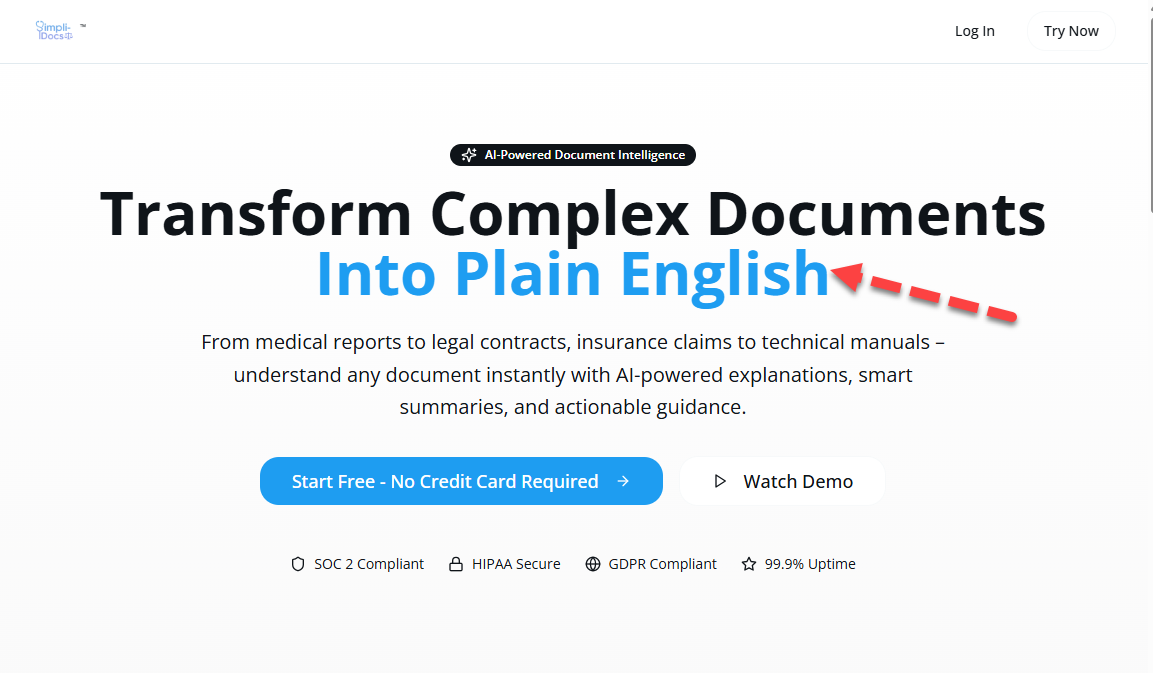 Simpli-
Docs ™
Log In
Try Now
AI-Powered Document Intelligence
Transform Complex Documents
Into Plain English
From medical reports to legal contracts, insurance claims to technical manuals –
understand any document instantly with AI-powered explanations, smart
summaries, and actionable guidance.
Start Free - No Credit Card Required
Watch Demo
SOC 2 Compliant
HIPAA Secure
GDPR Compliant
99.9% Uptime